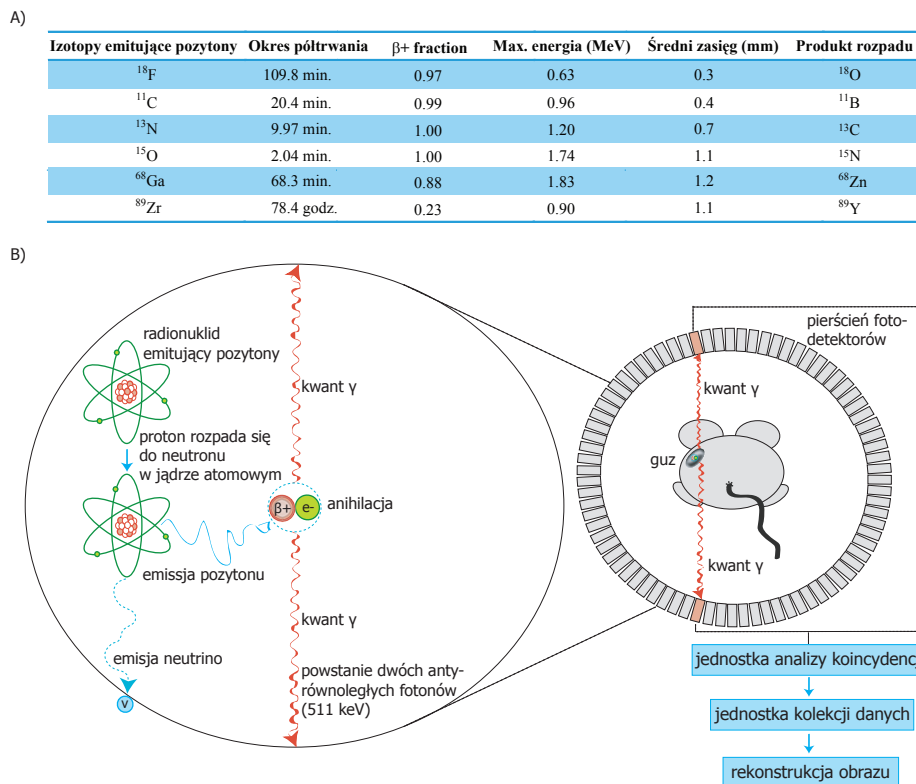 A)
Izotopy emitujące pozytony Okres półtrwania β+ fraction Max. energia (MeV) Średni zasięg (mm) Produkt rozpadu
¹⁸F 109.8 min. 0.97 0.63 0.3 ¹⁸O
¹¹C 20.4 min. 0.99 0.96 0.4 ¹¹B
¹³N 9.97 min. 1.00 1.20 0.7 ¹³C
¹⁵O 2.04 min. 1.00 1.74 1.1 ¹⁵N
⁶⁸Ga 68.3 min. 0.88 1.83 1.2 ⁶⁸Zn
⁸⁹Zr 78.4 godz. 0.23 0.90 1.1 ⁸⁹Y
B)
radionuklid
emitujący pozytony
kwant γ
proton rozpada się
do neutronu
w jądrze atomowym
β+ e-
anihilacja
emissja pozytonu
kwant γ
emisja neutrino
powstanie dwóch anty-
równoległych fotonów
(511 keV)
v
pierścień foto-
detektorów
kwant γ
guz
kwant γ
jednostka analizy koincydencj
jednostka kolekcji danych
rekonstrukcja obrazu